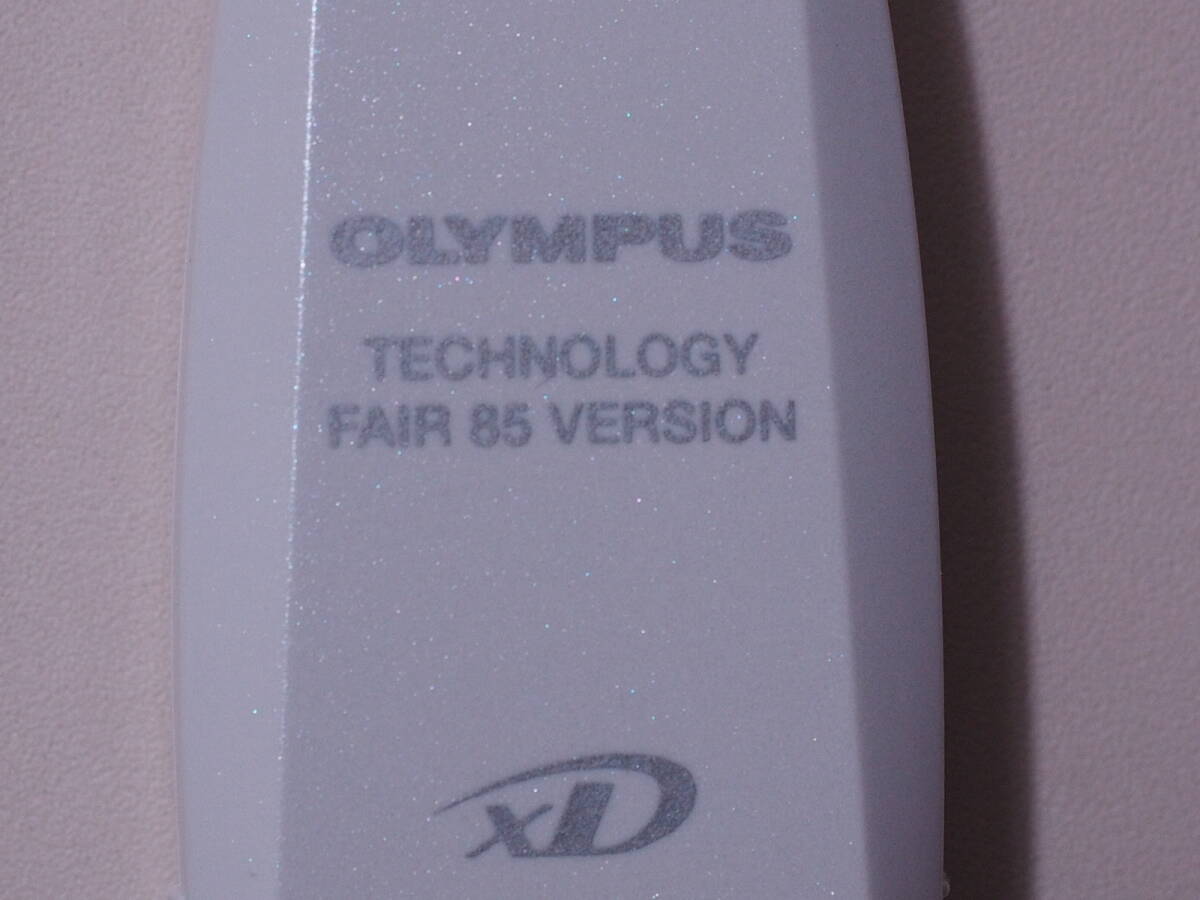 OLYMPUS
TECHNOLOGY
FAIR 85 VERSION
xD